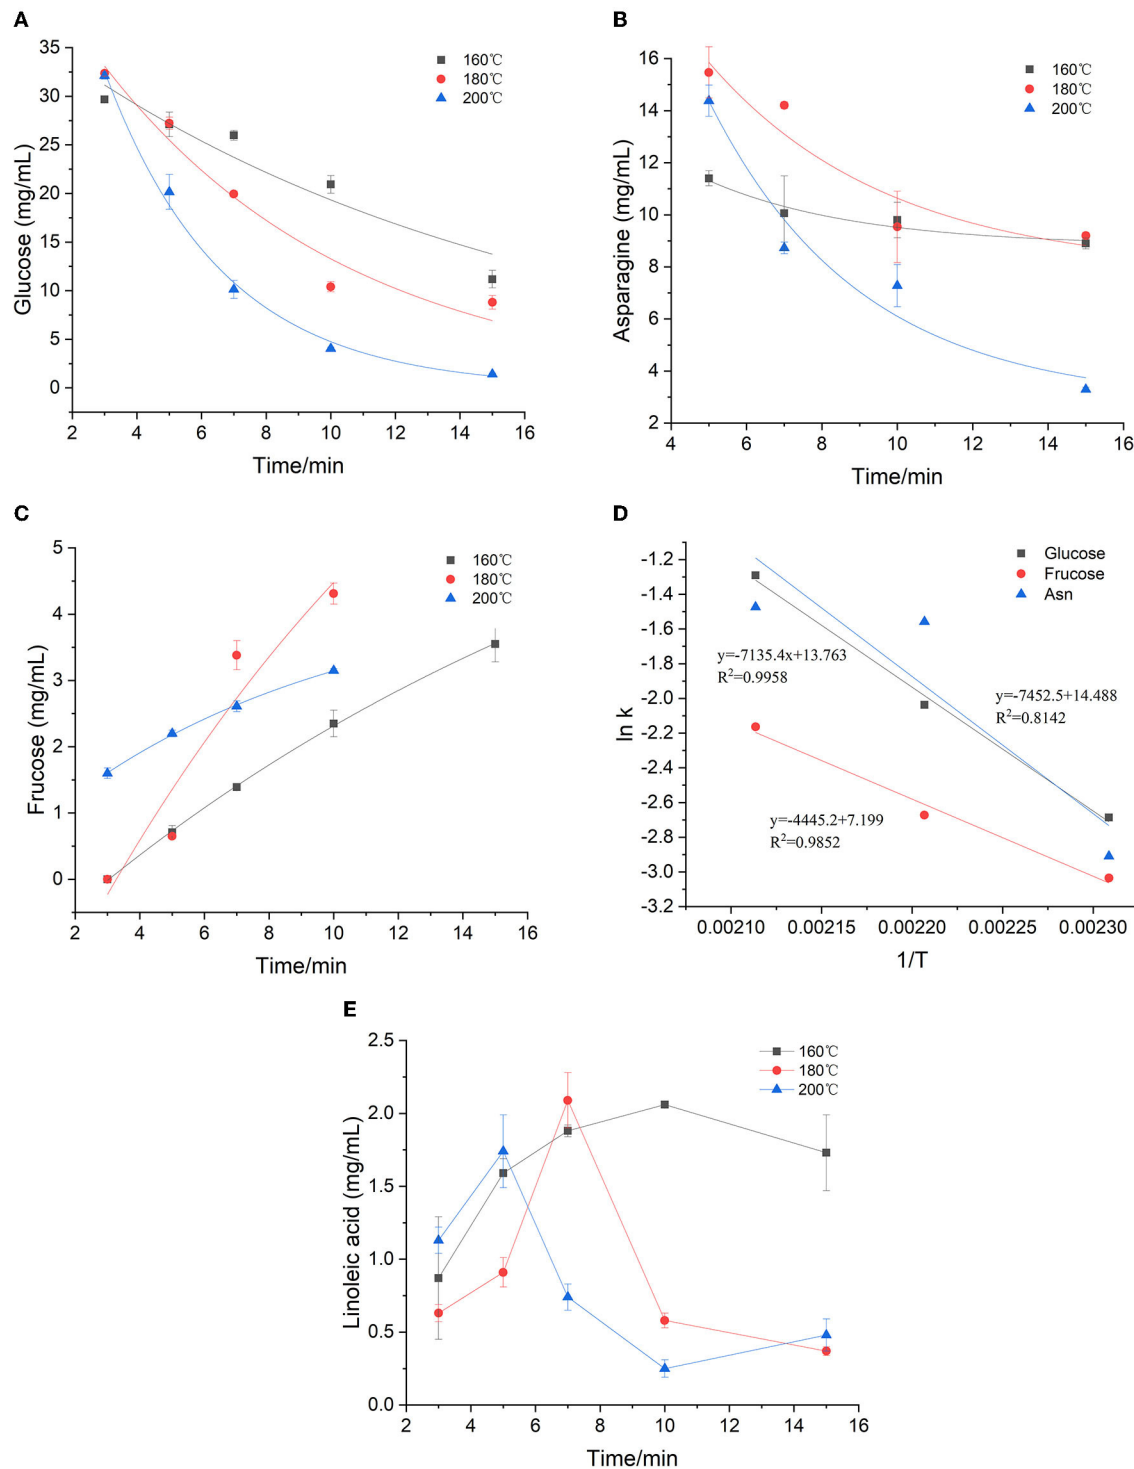 A
35
30
25
20
15
10
5
0
2 4 6 8 10 12 14 16
Glucose (mg/mL)
Time/min
160℃
180℃
200℃
B
16
14
12
10
8
6
4
2
4 6 8 10 12 14 16
Asparagine (mg/mL)
Time/min
160℃
180℃
200℃
C
5
4
3
2
1
0
2 4 6 8 10 12 14 16
Frucose (mg/mL)
Time/min
160℃
180℃
200℃
D
-1.2
-1.4
-1.6
-1.8
-2.0
-2.2
-2.4
-2.6
-2.8
-3.0
-3.2
0.00210 0.00215 0.00220 0.00225 0.00230
ln k
1/T
Glucose
Frucose
Asn
y=-7135.4x+13.763
R²=0.9958
y=-7452.5+14.488
R²=0.8142
y=-4445.2+7.199
R²=0.9852
E
2.5
2.0
1.5
1.0
0.5
0.0
2 4 6 8 10 12 14 16
Linoleic acid (mg/mL)
Time/min
160℃
180℃
200℃